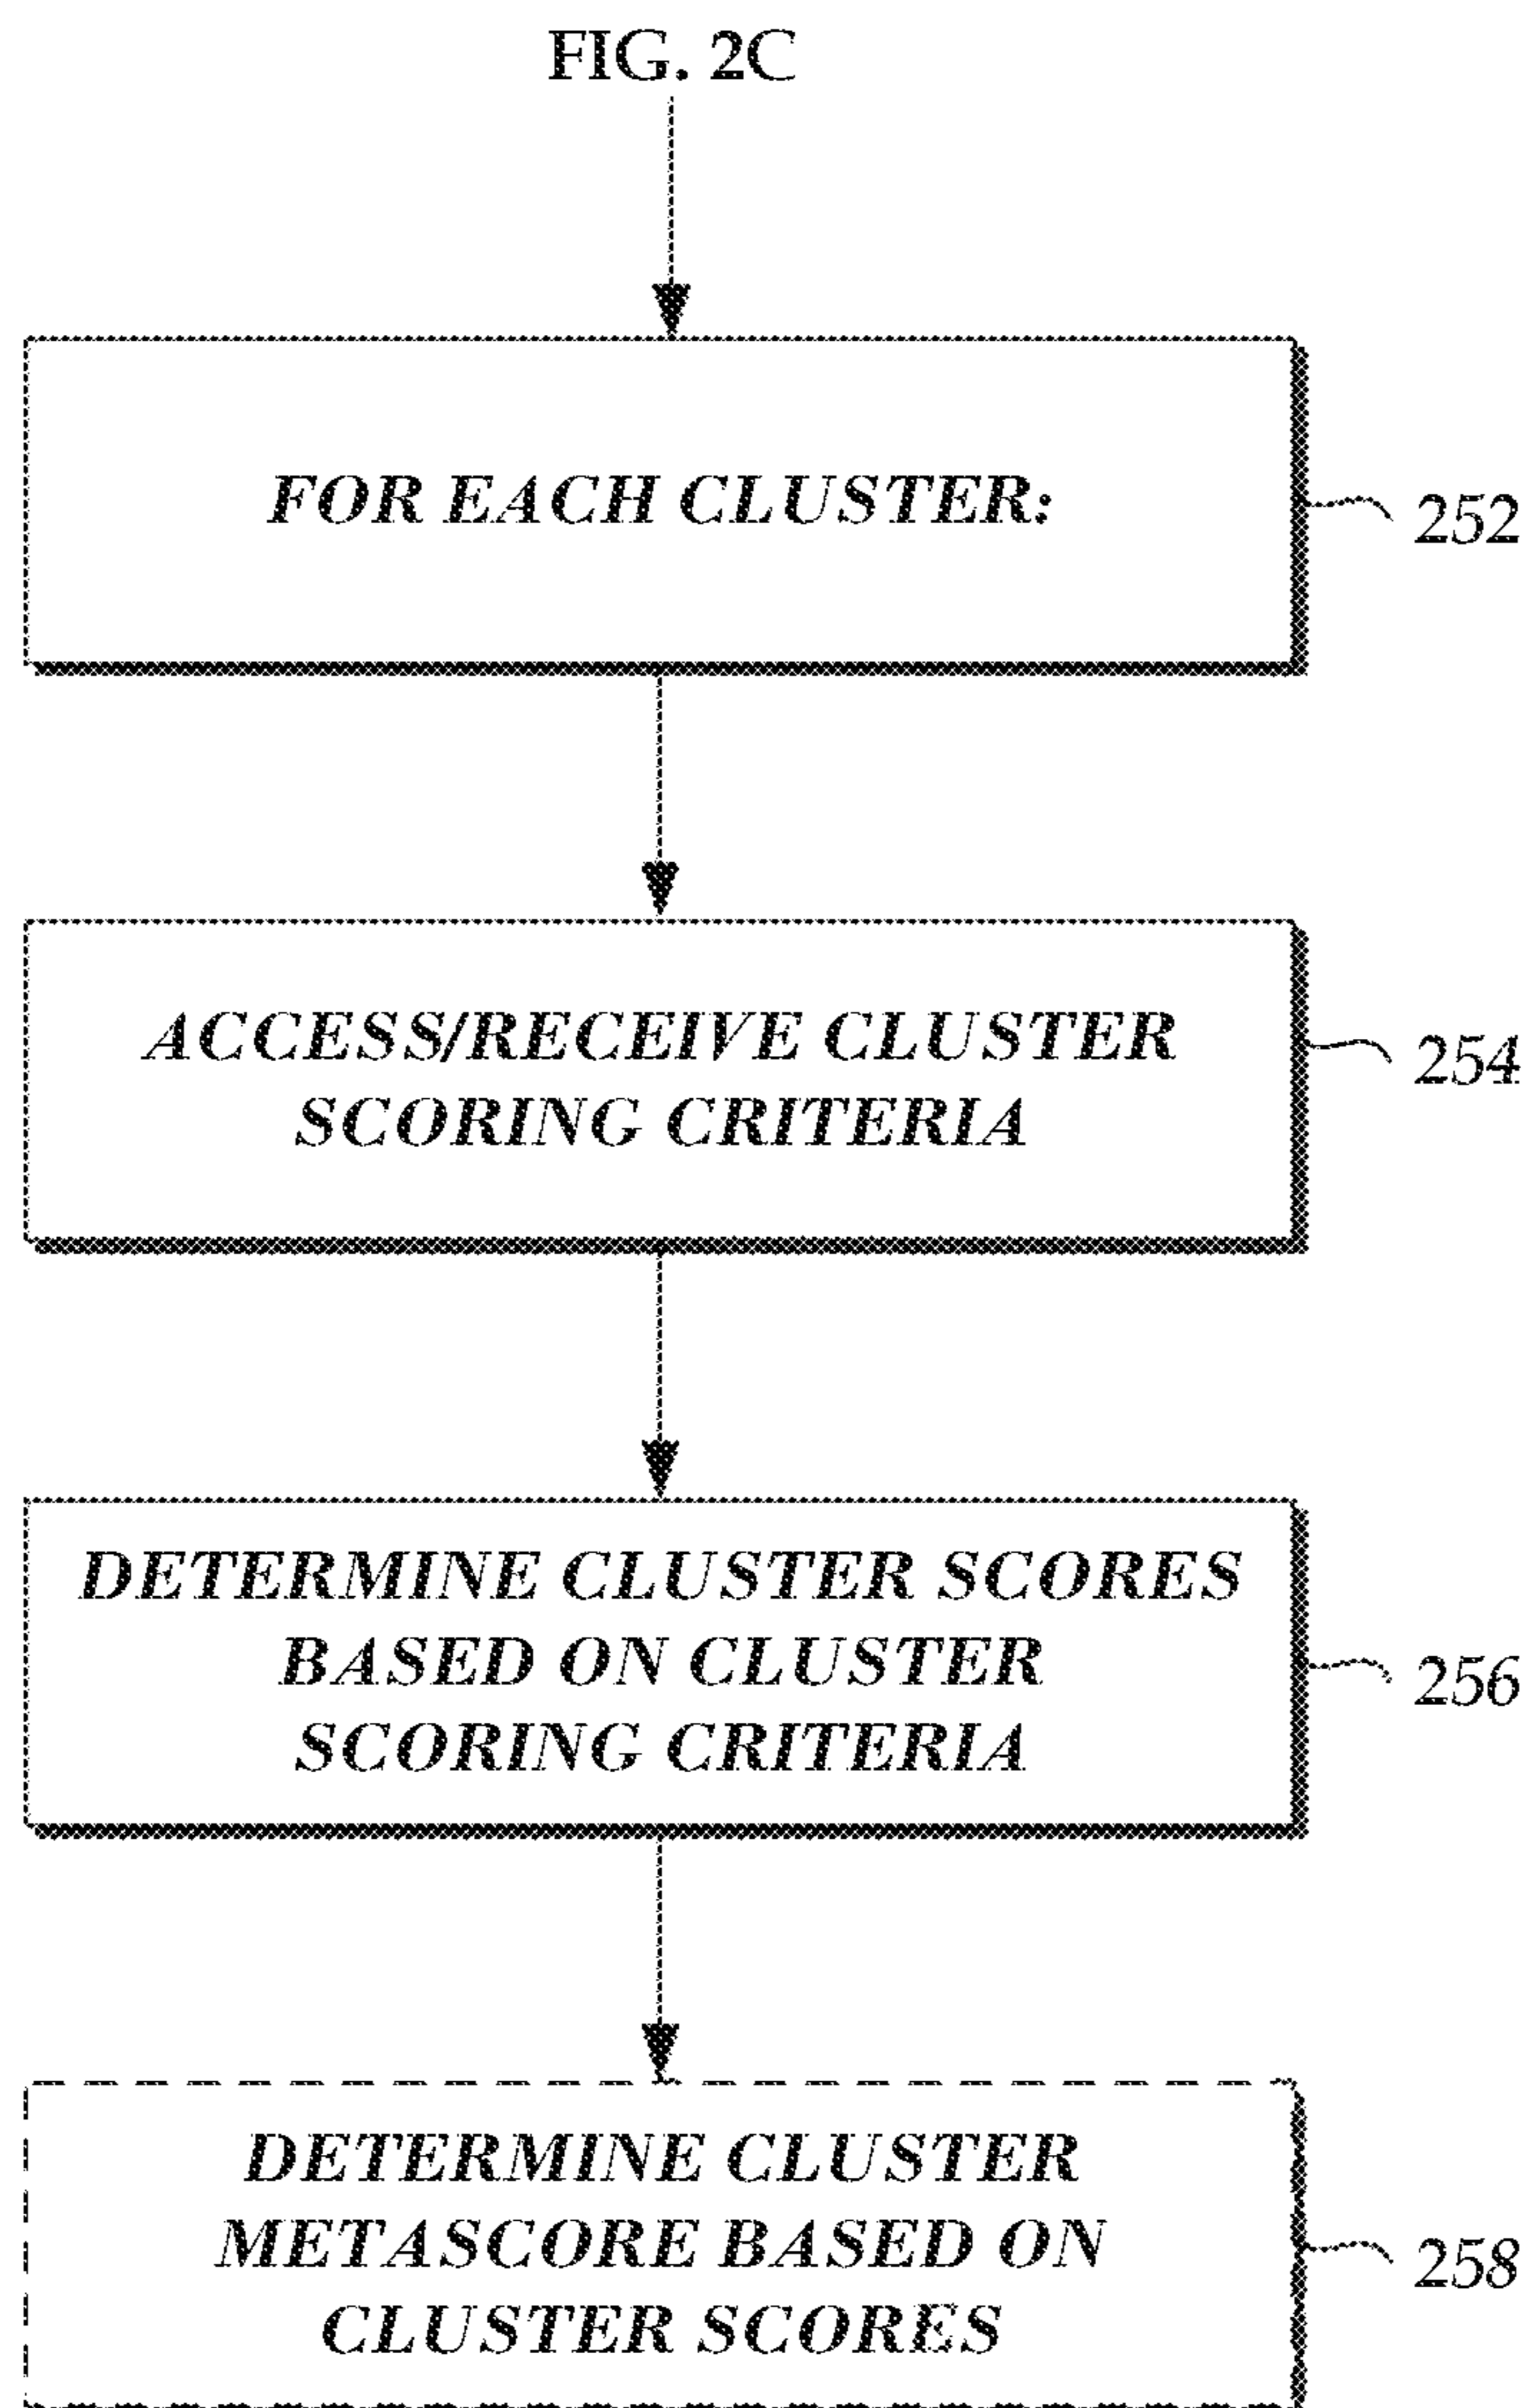 FIG. 2C
FOR EACH CLUSTER:
252
ACCESS/RECEIVE CLUSTER
SCORING CRITERIA
254
DETERMINE CLUSTER SCORES
BASED ON CLUSTER
SCORING CRITERIA
256
DETERMINE CLUSTER
METASCORE BASED ON
CLUSTER SCORES
258